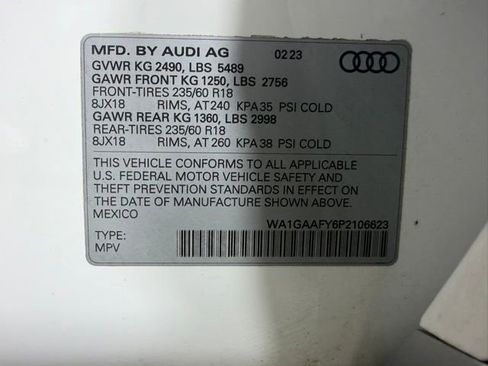 MFD. BY AUDI AG 02 23
GVWR KG 2490, LBS 5489
GAWR FRONT KG 1250, LBS 2756
FRONT-TIRES 235/60 R18
8JX18 RIMS, AT 240 KPA 35 PSI COLD
GAWR REAR KG 1360, LBS 2998
REAR-TIRES 235/60 R18
8JX18 RIMS, AT 260 KPA 38 PSI COLD
THIS VEHICLE CONFORMS TO ALL APPLICABLE
U.S. FEDERAL MOTOR VEHICLE SAFETY AND
THEFT PREVENTION STANDARDS IN EFFECT ON
THE DATE OF MANUFACTURE SHOWN ABOVE.
MEXICO
WA1GAAFY6P2106623
TYPE:
MPV